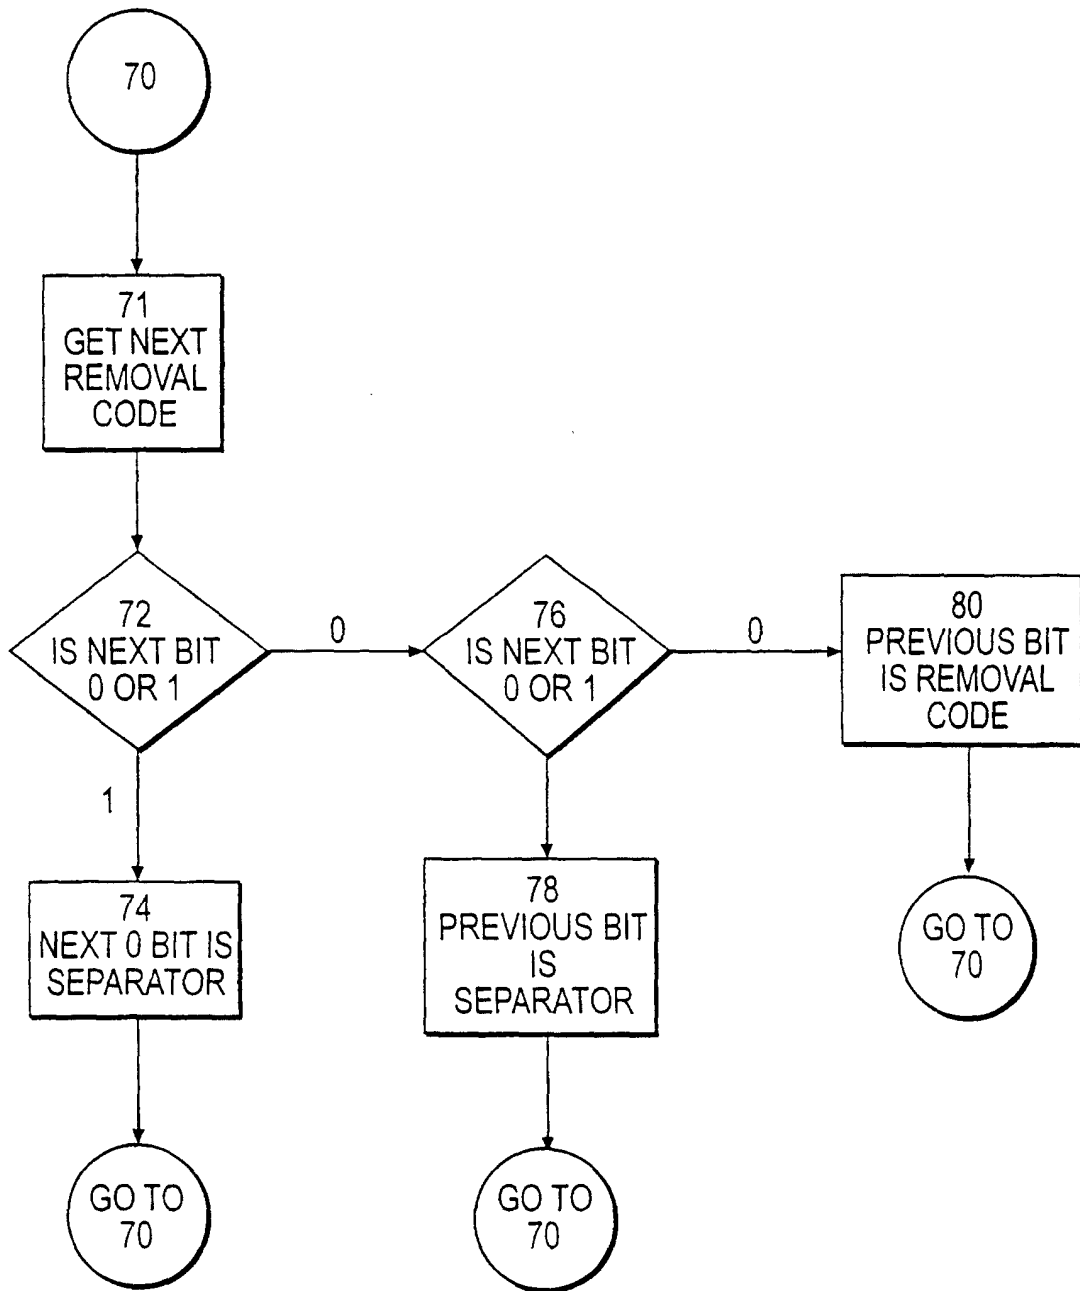 70
71
GET NEXT
REMOVAL
CODE
72
IS NEXT BIT
0 OR 1
0
76
IS NEXT BIT
0 OR 1
0
80
PREVIOUS BIT
IS REMOVAL
CODE
1
74
NEXT 0 BIT IS
SEPARATOR
78
PREVIOUS BIT
IS
SEPARATOR
GO TO
70
GO TO
70
GO TO
70